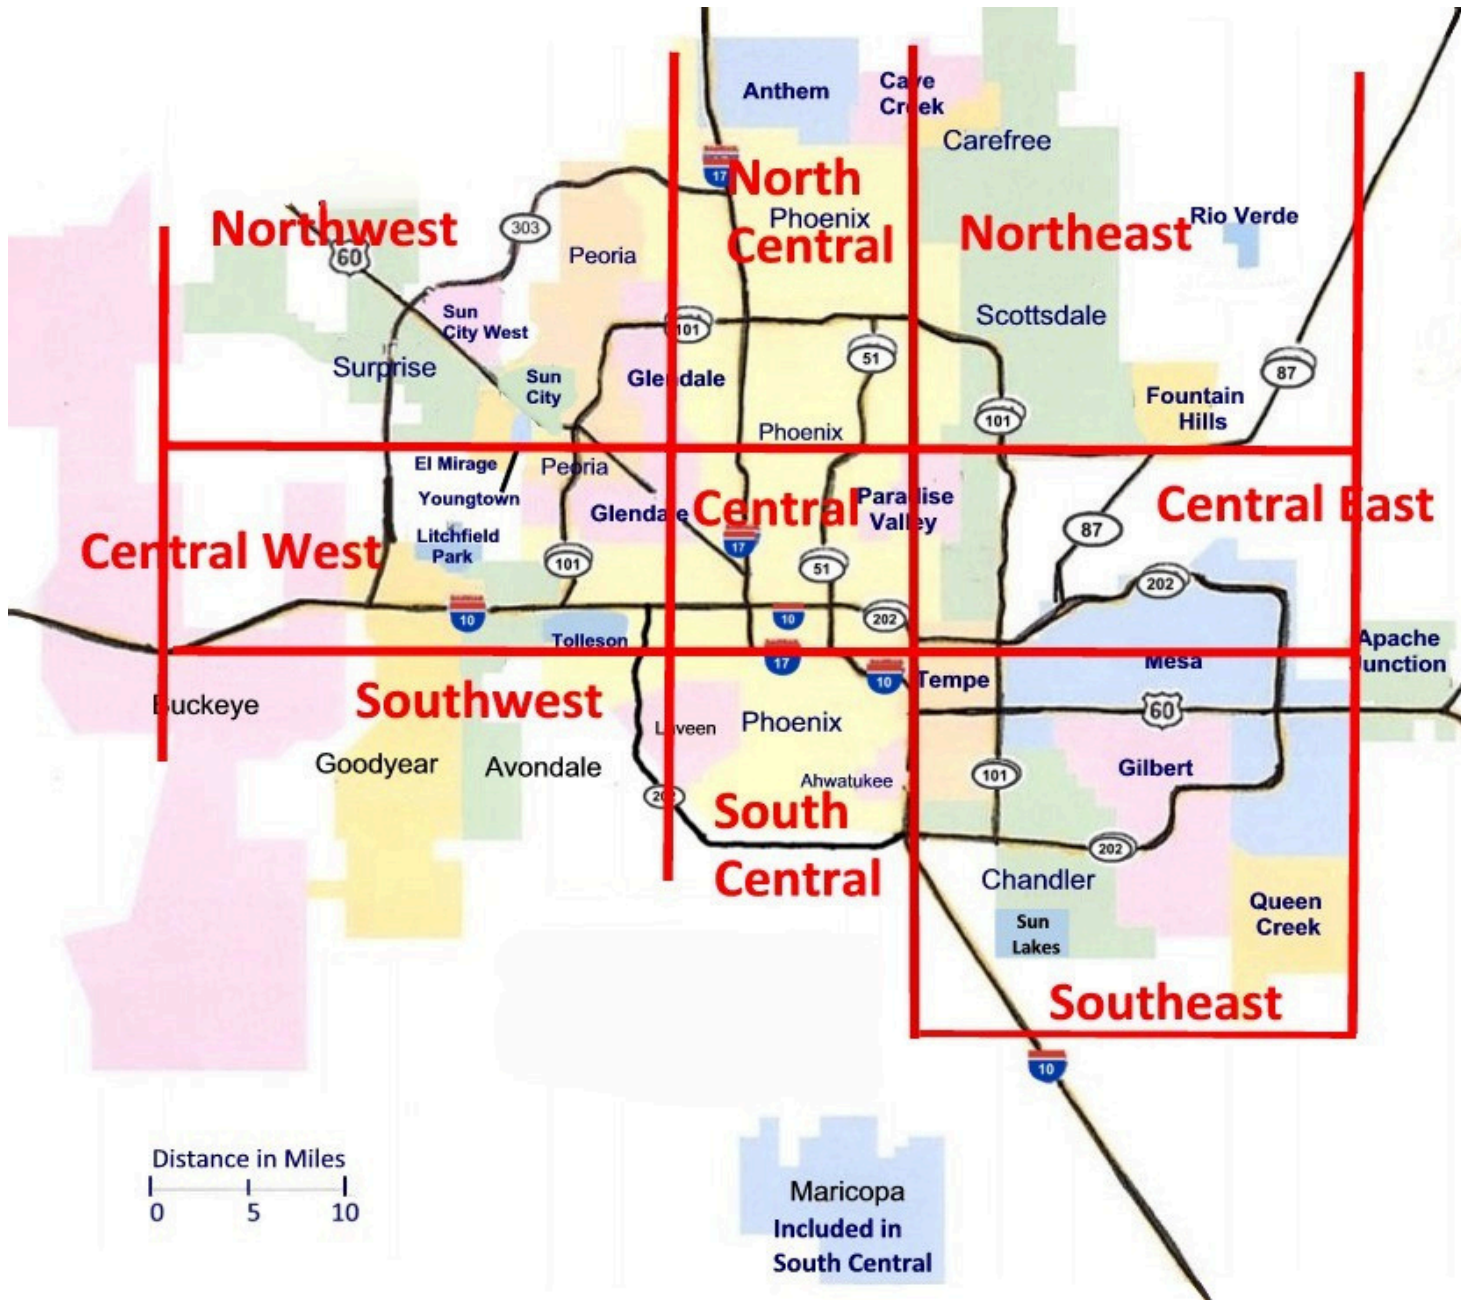 Anthem
Cave
Creek
Carefree
17
North
Phoenix
Central
Northwest
303
60
Peoria
Northeast
Rio Verde
Sun
City West
101
Scottsdale
51
Surprise
Sun
City
Glendale
87
Fountain
Hills
101
Phoenix
El Mirage
Peoria
Youngtown
Glendale
Central
Paradise
Valley
Central East
87
Central West
Litchfield
Park
17
101
51
202
10
10
202
Tolleson
17
10
Tempe
Mesa
Apache
Junction
Buckeye
Southwest
Laveen
Phoenix
60
Goodyear
Avondale
Ahwatukee
101
Gilbert
202
South
Central
202
Chandler
Sun
Lakes
Queen
Creek
Southeast
10
Distance in Miles
0 5 10
Maricopa
Included in
South Central